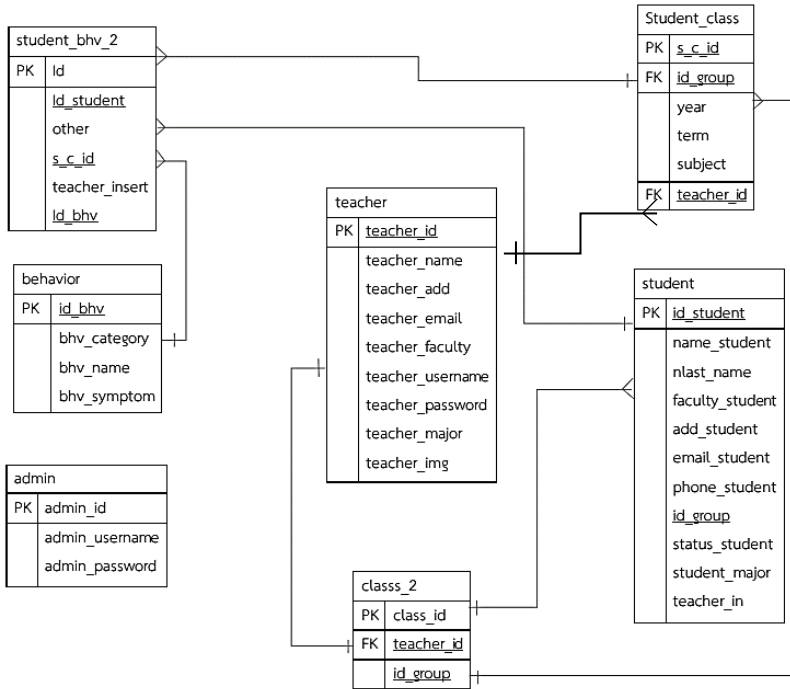 student_bhv_2
PK Id
Id_student
other
s_c_id
teacher_insert
Id_bhv
behavior
PK id_bhv
bhv_category
bhv_name
bhv_symptom
admin
PK admin_id
admin_username
admin_password
teacher
PK teacher_id
teacher_name
teacher_add
teacher_email
teacher_faculty
teacher_username
teacher_password
teacher_major
teacher_img
classs_2
PK class_id
FK teacher_id
id_group
Student_class
PK s_c_id
FK id_group
year
term
subject
FK teacher_id
student
PK id_student
name_student
nlast_name
faculty_student
add_student
email_student
phone_student
id_group
status_student
student_major
teacher_in